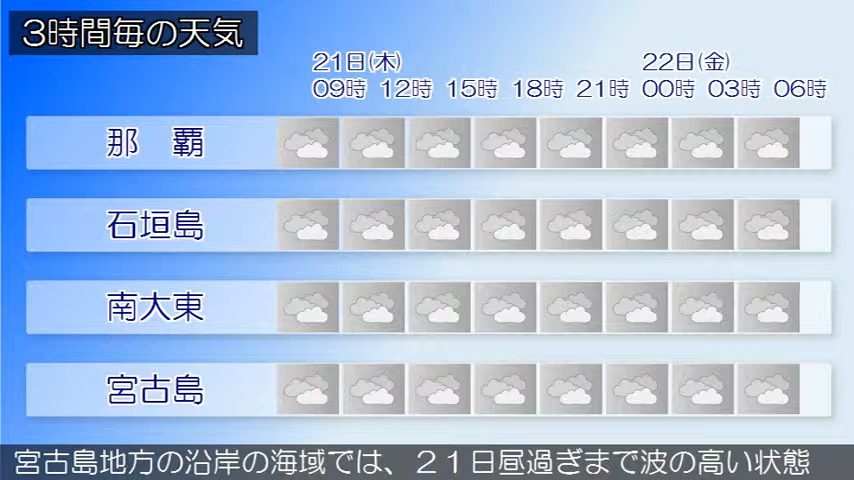 3時間毎の天気
21日(木) 22日(金)
09時 12時 15時 18時 21時 00時 03時 06時
那　覇
石垣島
南大東
宮古島
宮古島地方の沿岸の海域では、２１日昼過ぎまで波の高い状態